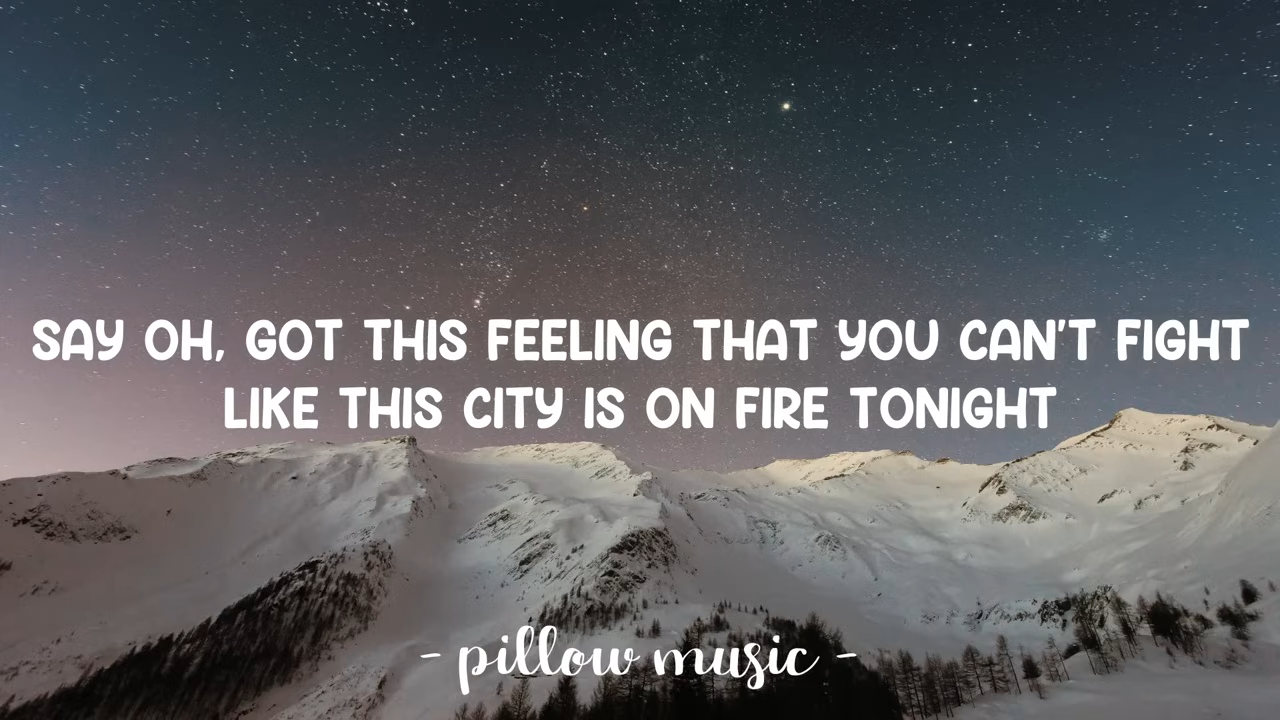 SAY OH, GOT THIS FEELING THAT YOU CAN'T FIGHT
LIKE THIS CITY IS ON FIRE TONIGHT
- pillow music -